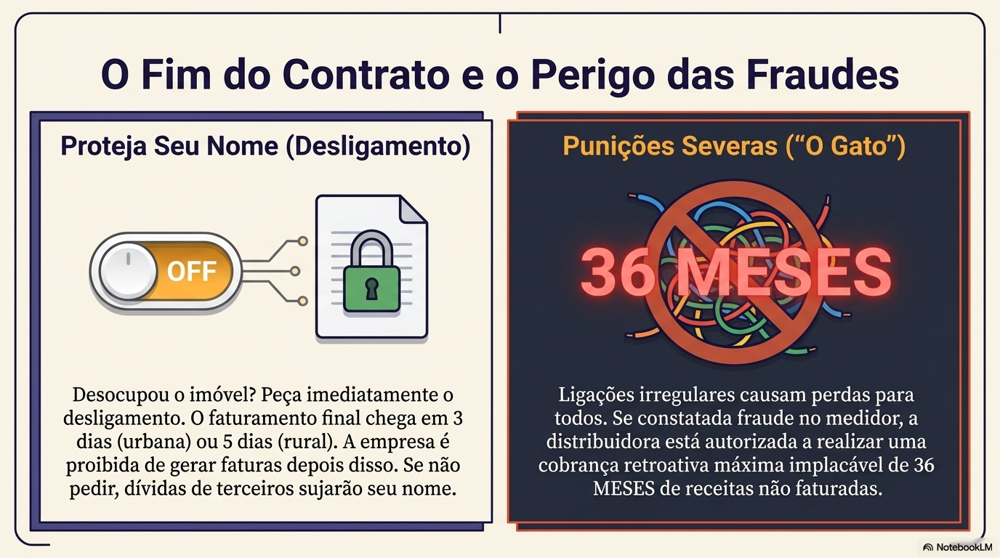 O Fim do Contrato e o Perigo das Fraudes
Proteja Seu Nome (Desligamento)
OFF
Desocupou o imóvel? Peça imediatamente o
desligamento. O faturamento final chega em 3
dias (urbana) ou 5 dias (rural). A empresa é
proibida de gerar faturas depois disso. Se não
pedir, dívidas de terceiros sujarão seu nome.
Punições Severas (“O Gato”)
36 MESES
Ligações irregulares causam perdas para
todos. Se constatada fraude no medidor, a
distribuidora está autorizada a realizar uma
cobrança retroativa máxima implacável de 36
MESES de receitas não faturadas.
NotebookLM